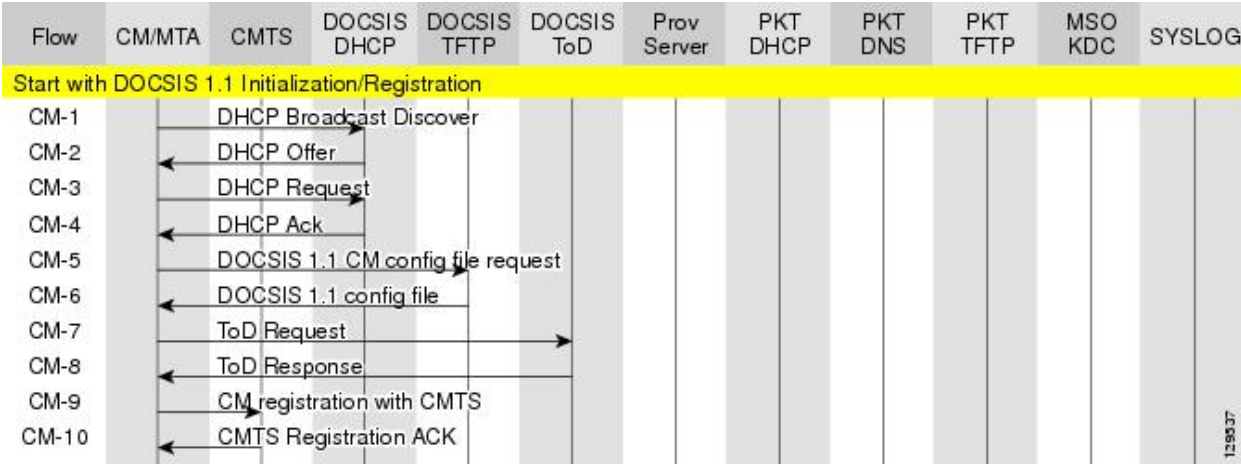 Flow CM/MTA CMTS DOCSIS DHCP DOCSIS TFTP DOCSIS ToD Prov Server PKT DHCP PKT DNS PKT TFTP MSO KDC SYSLOG
Start with DOCSIS 1.1 Initialization/Registration
CM-1 DHCP Broadcast Discover
CM-2 DHCP Offer
CM-3 DHCP Request
CM-4 DHCP Ack
CM-5 DOCSIS 1.1 CM config file request
CM-6 DOCSIS 1.1 config file
CM-7 ToD Request
CM-8 ToD Response
CM-9 CM registration with CMTS
CM-10 CMTS Registration ACK
129537